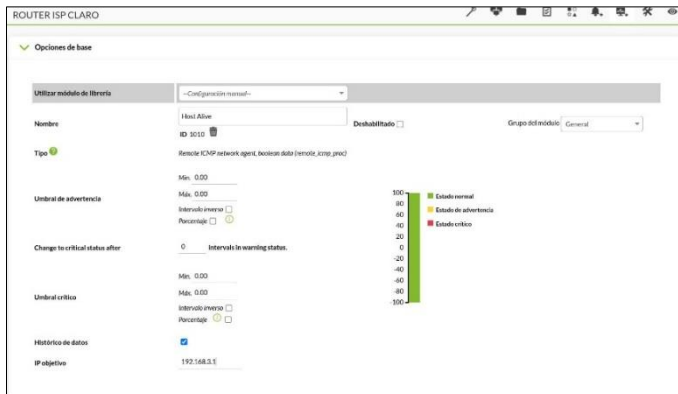 ROUTER ISP CLARO
Opciones de base
Utilizar módulo de librería
--Configuración manual--
Nombre
Host Alive
Deshabilitado
Grupo del módulo General
ID 1010
Tipo
Remote ICMP network agent, boolean data (remote_icmp_proc)
Umbral de advertencia
Min. 0.00
Máx. 0.00
Intervalo inverso
Porcentaje
100
80
60
40
20
0
-20
-40
-60
-80
-100
Estado normal
Estado de advertencia
Estado crítico
Change to critical status after
0 intervals in warning status.
Umbral crítico
Min. 0.00
Máx. 0.00
Intervalo inverso
Porcentaje
Histórico de datos
IP objetivo
192.168.3.1